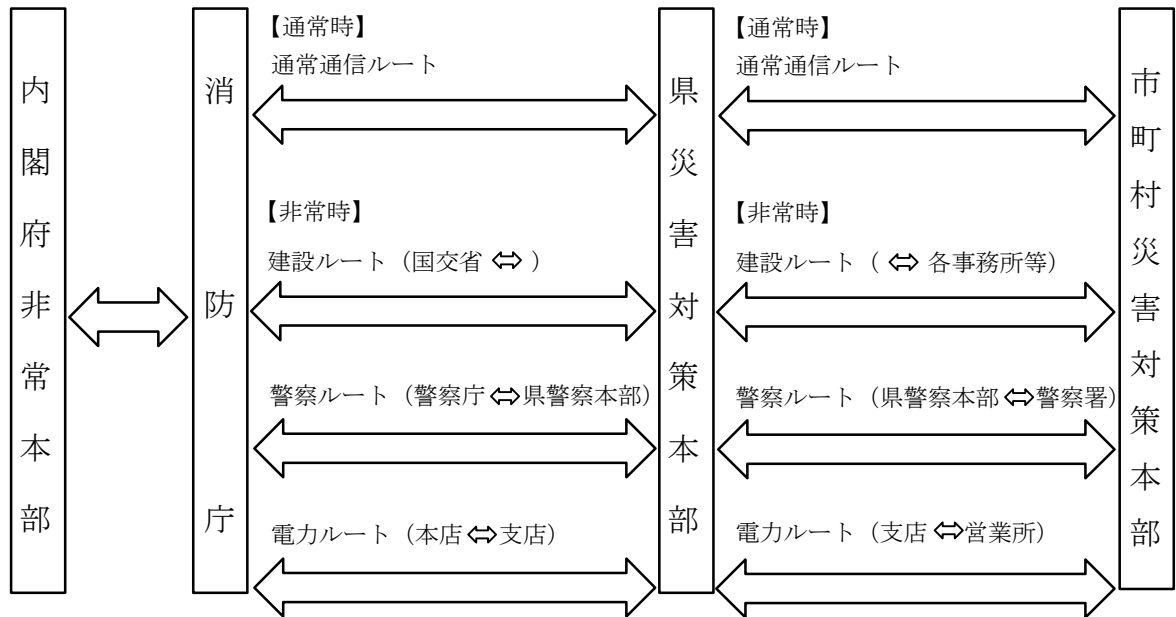 内閣府非常本部
消防庁
【通常時】
通常通信ルート
【非常時】
建設ルート（国交省 ⇔ ）
警察ルート（警察庁⇔県警察本部）
電力ルート（本店⇔支店）
県災害対策本部
【通常時】
通常通信ルート
【非常時】
建設ルート（ ⇔ 各事務所等）
警察ルート（県警察本部⇔警察署）
電力ルート（支店⇔営業所）
市町村災害対策本部